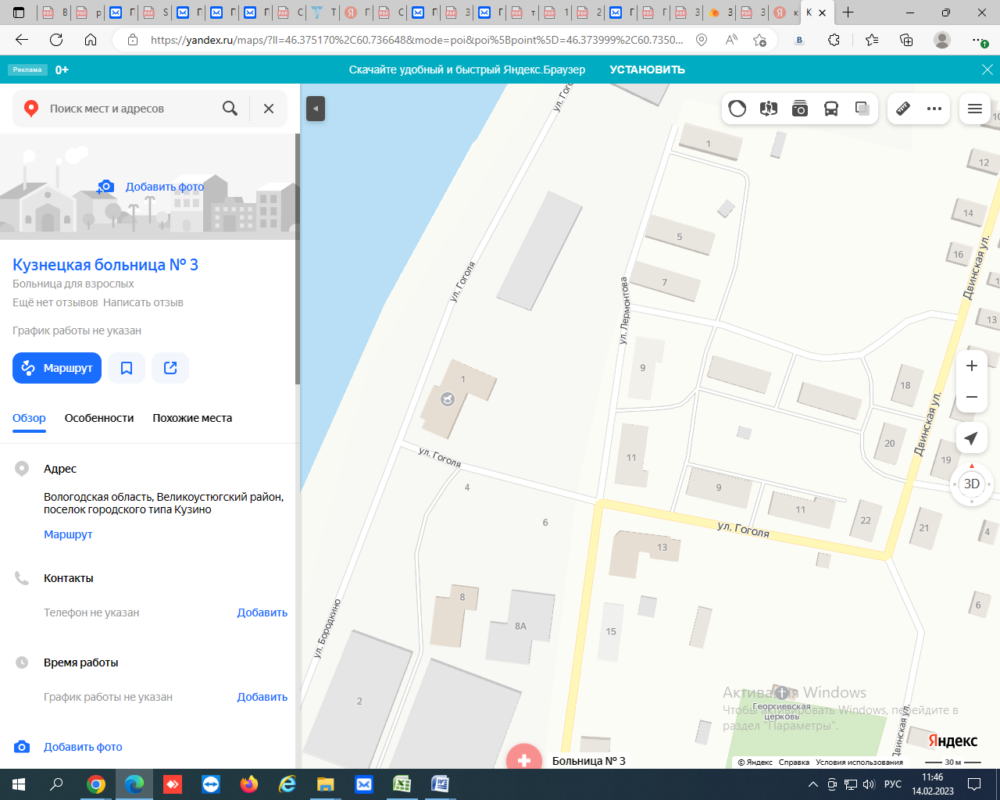 https://yandex.ru/maps/?ll=46.375170%2C60.736648&mode=poi&poi%5Bpoint%5D=46.373999%2C60.7350...
Реклама 0+ Скачайте удобный и быстрый Яндекс.Браузер УСТАНОВИТЬ
Поиск мест и адресов
Добавить фото
Кузнецкая больница № 3
Больница для взрослых
Ещё нет отзывов Написать отзыв
График работы не указан
Маршрут
Обзор Особенности Похожие места
Адрес
Вологодская область, Великоустюгский район,
поселок городского типа Кузино
Маршрут
Контакты
Телефон не указан Добавить
Время работы
График работы не указан Добавить
Добавить фото
ул. Гоголя
1
10
12
14
16
5
7
ул. Гоголя
ул. Лермонтова
Двинская ул.
13
9
18
1
Двинская ул.
20
19
11
ул. Гоголя
4
9
11
22
21
4
6
ул. Гоголя
13
8
8А
15
6
ул. Бородкино
2
3D
Георгиевская
церковь
Двинская ул.
Активация Windows
Чтобы активировать Windows, перейдите в
раздел "Параметры".
Больница № 3
Яндекс
© Яндекс Справка Условия использования 30 м
РУС
11:46
14.02.2023